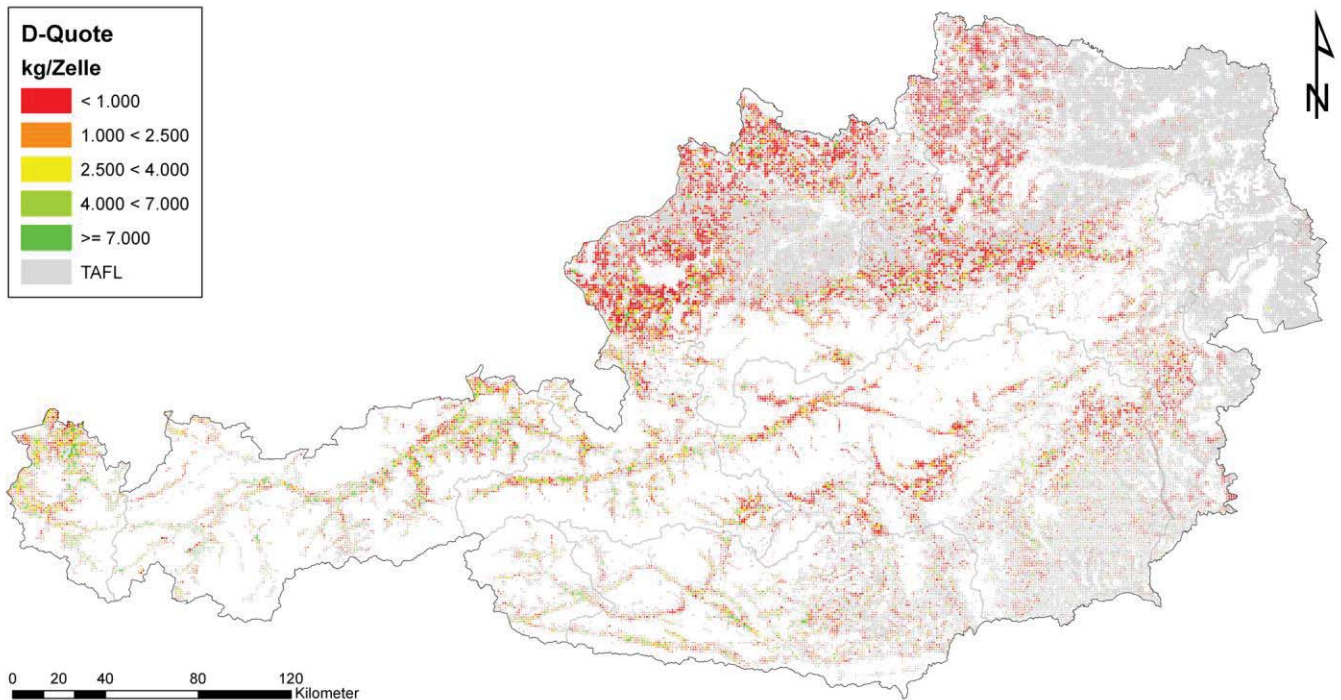 D-Quote
kg/Zelle
< 1.000
1.000 < 2.500
2.500 < 4.000
4.000 < 7.000
>= 7.000
TAFL
N
0 20 40 80 120
Kilometer